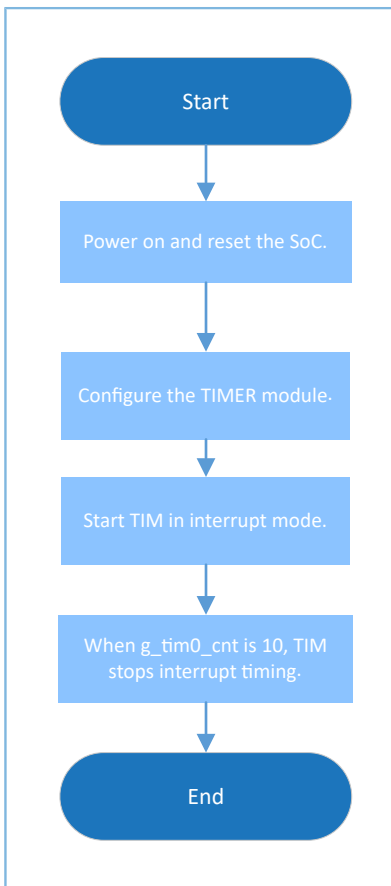 Start
Power on and reset the SoC.
Configure the TIMER module.
Start TIM in interrupt mode.
When g_tim0_cnt is 10, TIM
stops interrupt timing.
End